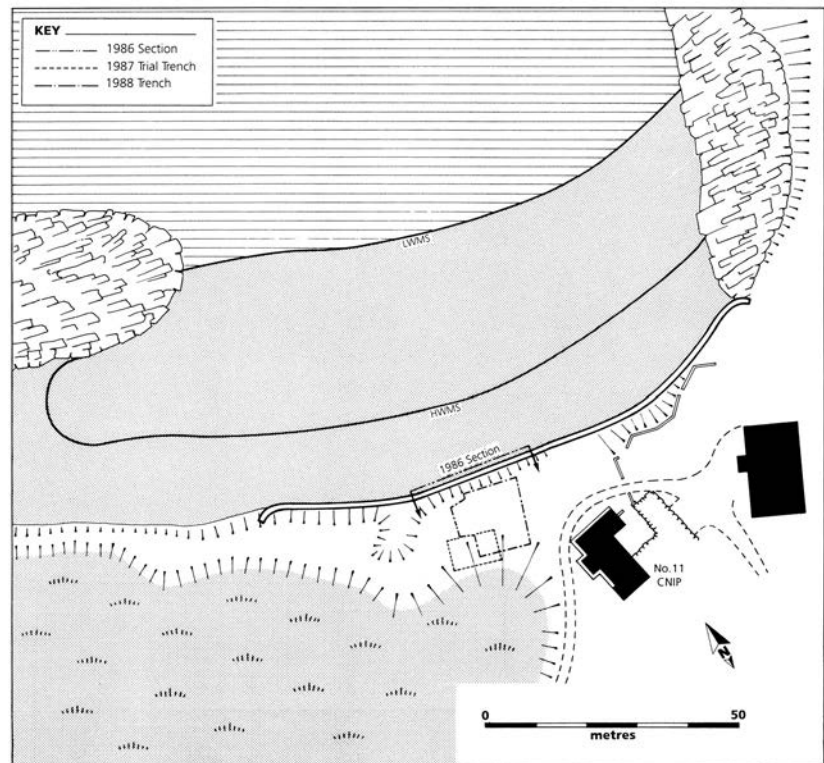 KEY
1986 Section
1987 Trial Trench
1988 Trench
LWMS
HWMS
1986 Section
No.11
CNIP
N
0 50
metres